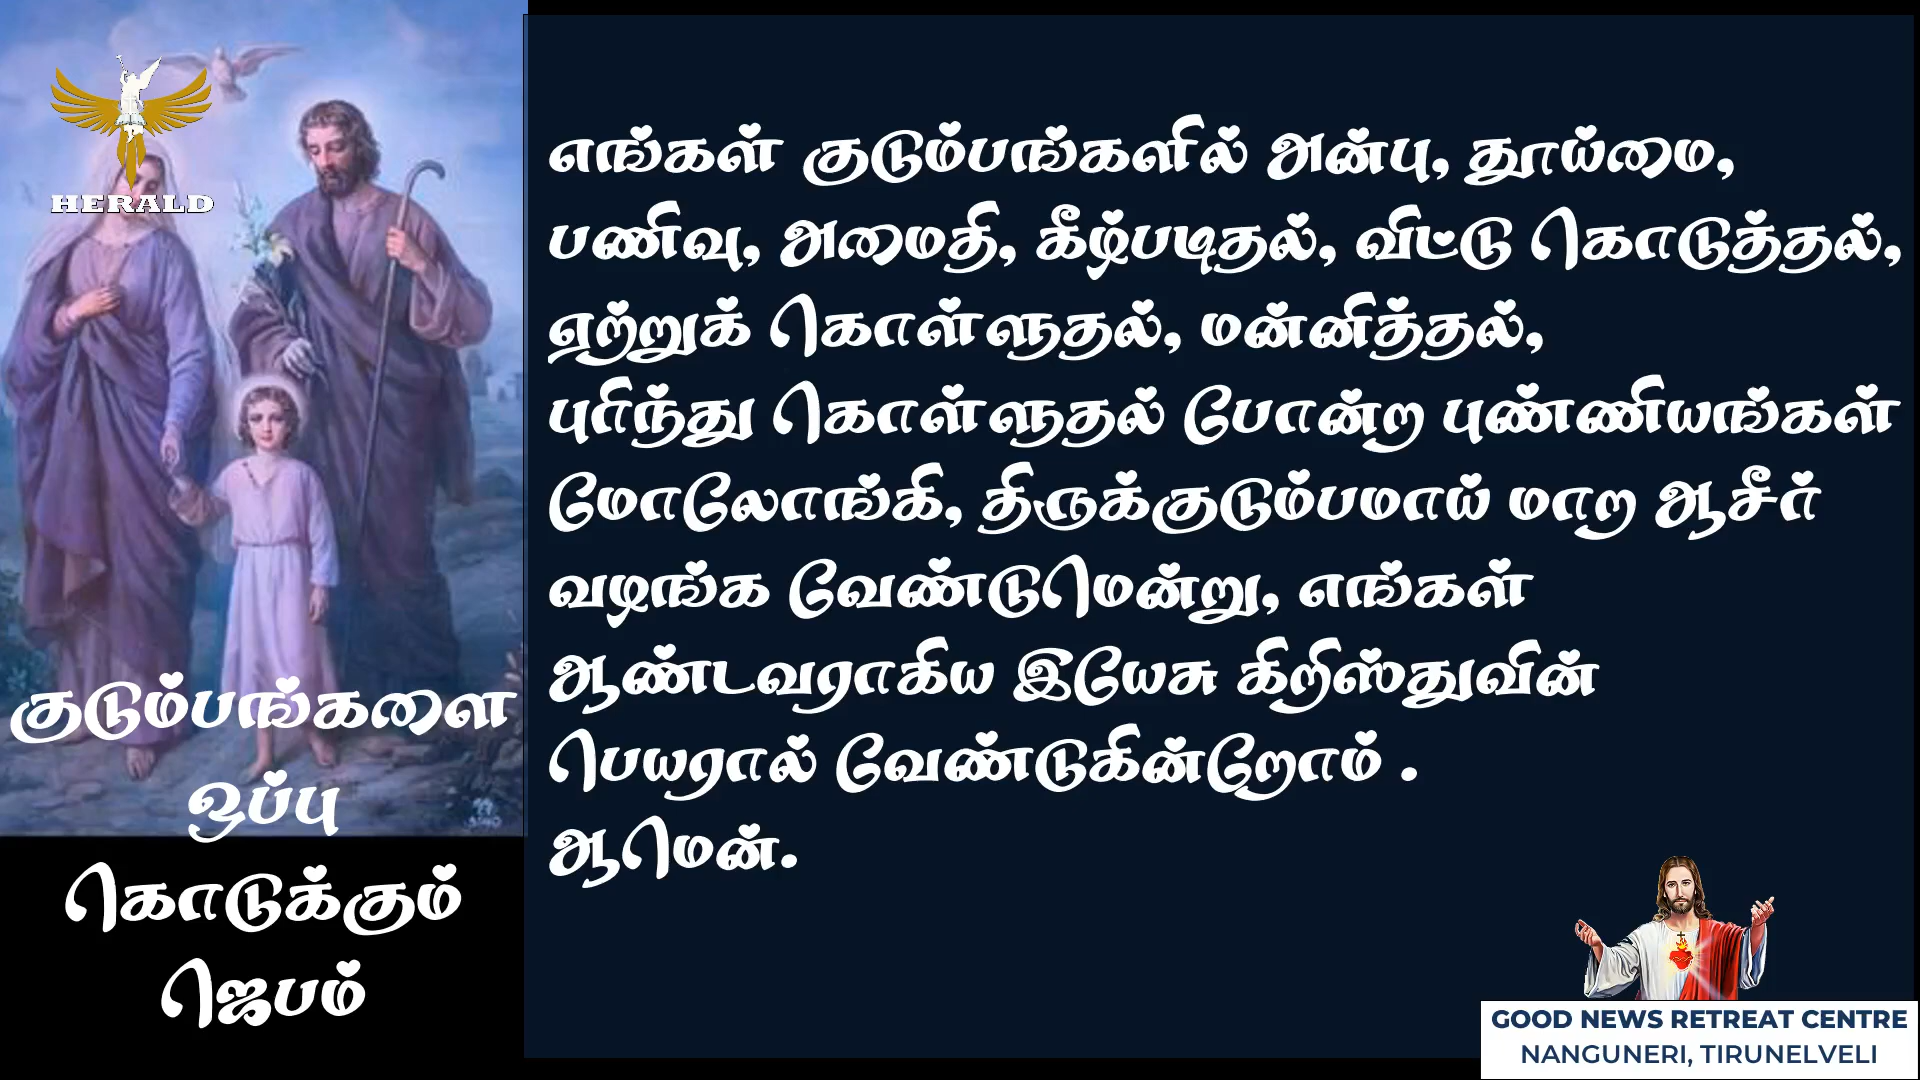 HERALD
குடும்பங்களை
ஒப்பு
கொடுக்கும்
ஜெபம்
எங்கள் குடும்பங்களில் அன்பு, தூய்மை,
பணிவு, அமைதி, கீழ்படிதல், விட்டு கொடுத்தல்,
ஏற்றுக் கொள்ளுதல், மன்னித்தல்,
புரிந்து கொள்ளுதல் போன்ற புண்ணியங்கள்
மோலோங்கி, திருக்குடும்பமாய் மாற ஆசீர்
வழங்க வேண்டுமென்று, எங்கள்
ஆண்டவராகிய இயேசு கிறிஸ்துவின்
பெயரால் வேண்டுகின்றோம் .
ஆமென்.
GOOD NEWS RETREAT CENTRE
NANGUNERI, TIRUNELVELI